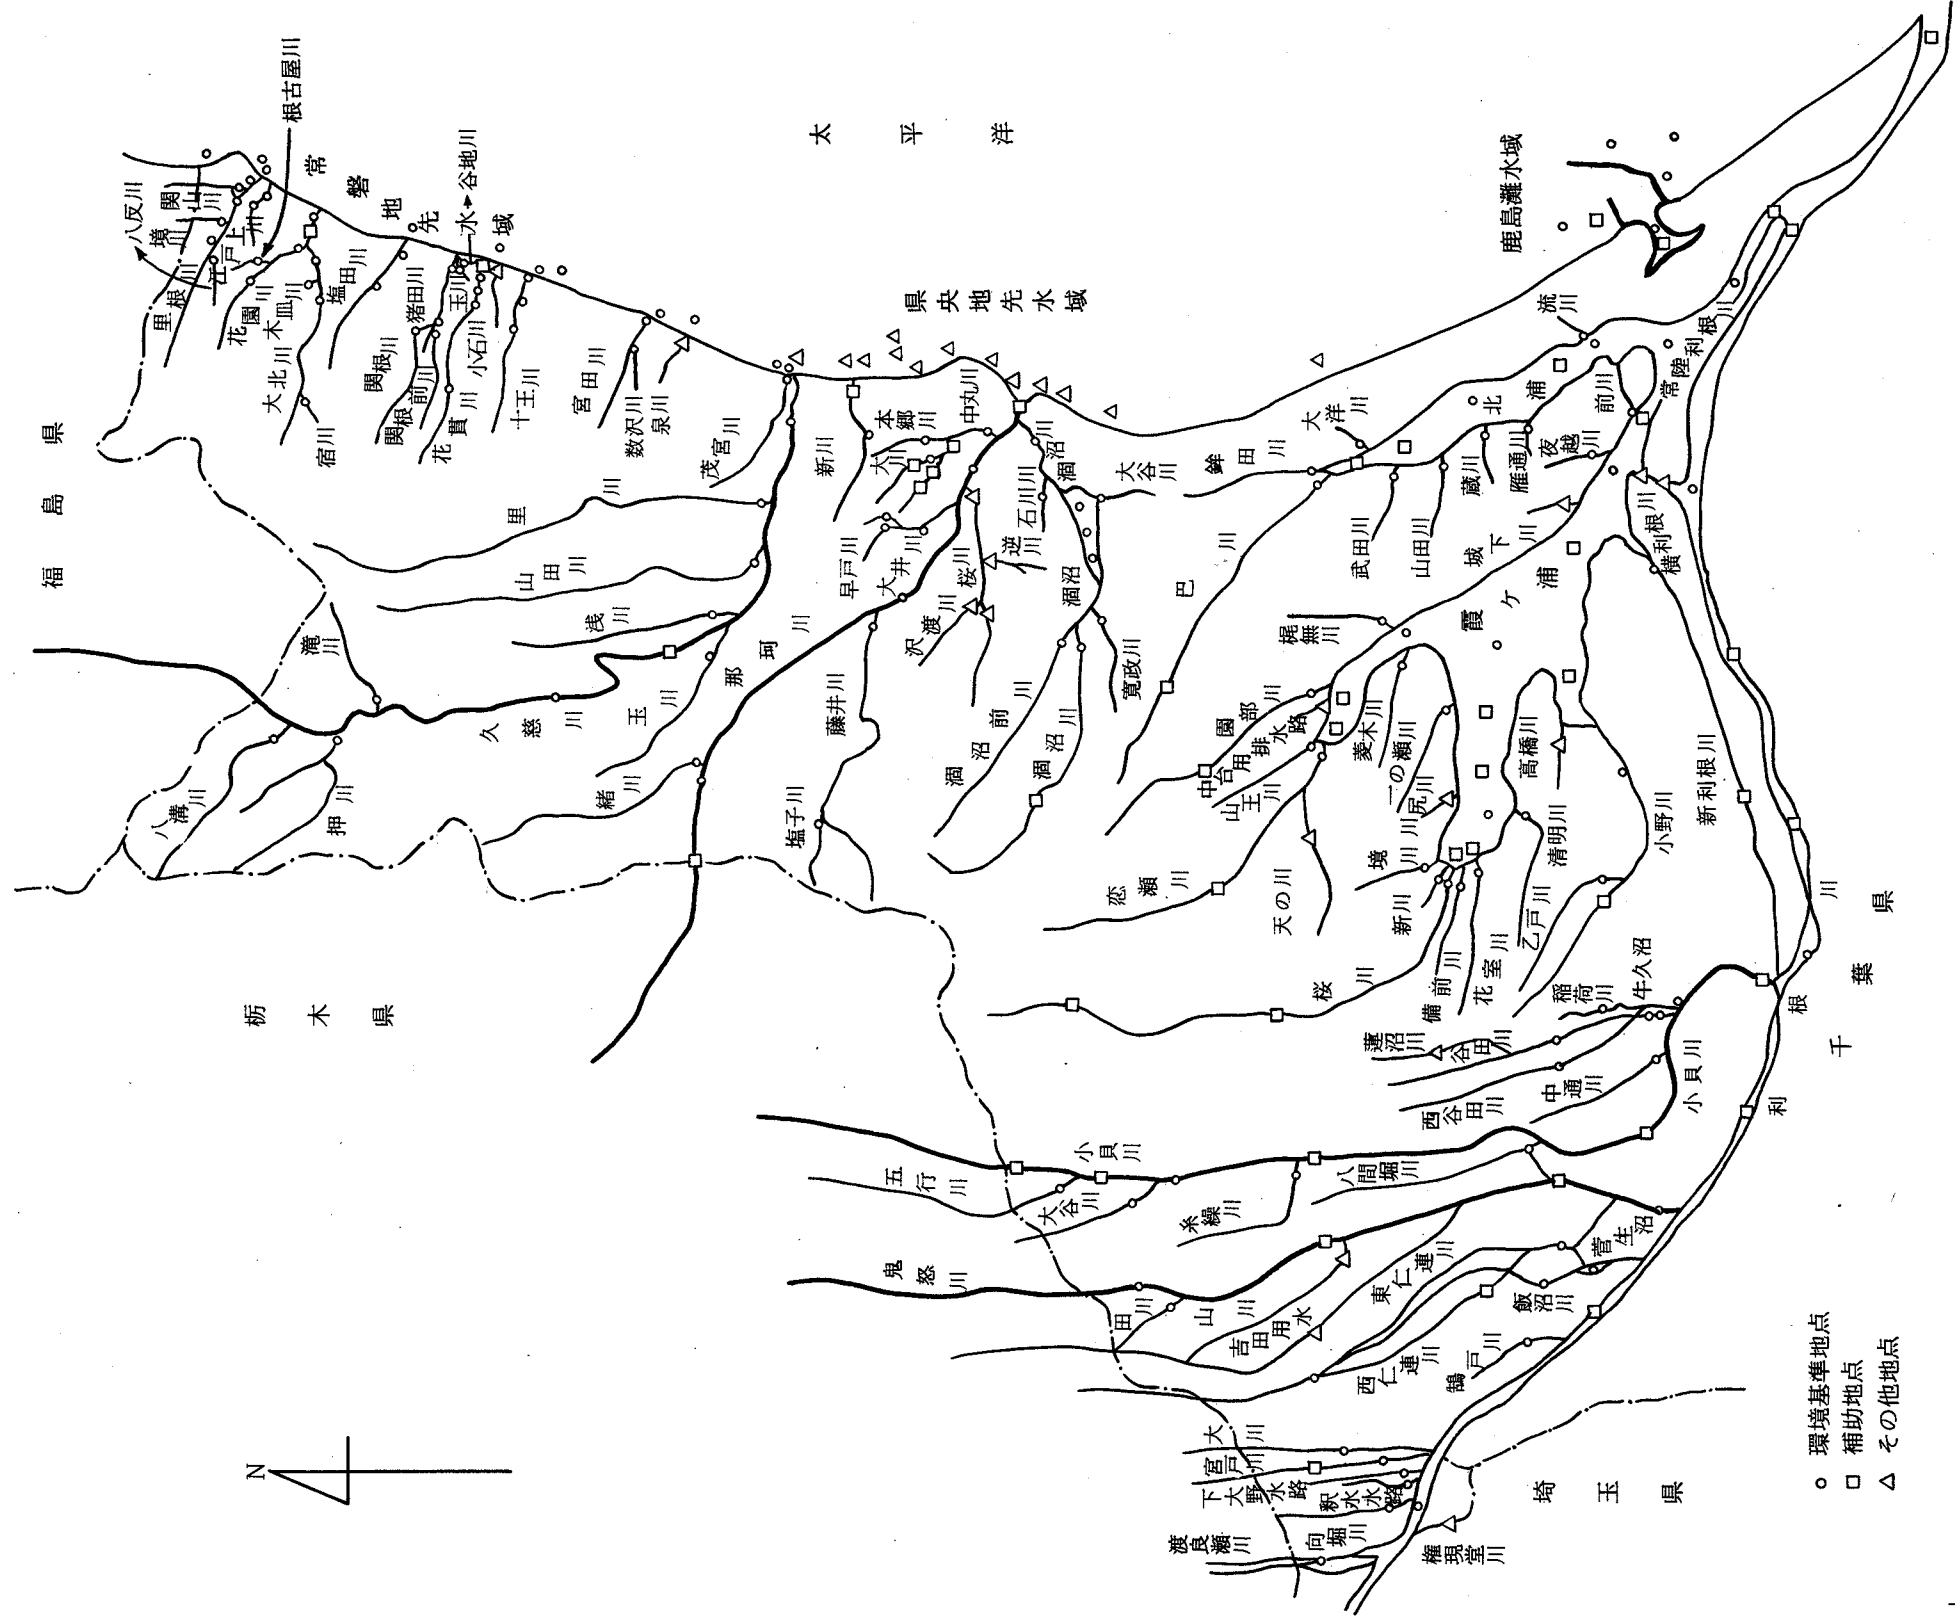 福島県
栃木県
埼玉県
千葉県
太平洋
常磐地先水域
県央地先水域
鹿島灘水域
N
八反川
根古屋川
関山川
境川
里根川
江戸上川
花園川
木皿川
大北川
宿川
塩田川
猪田川
関根川
関根前川
玉川
谷地川
花貫川
小石川
十王川
宮田川
数沢川
泉川
茂宮川
里川
山田川
浅川
滝川
久慈川
玉川
八溝川
押川
緒川
那珂川
新川
本郷川
中丸川
大川
早戸川
大井川
桜川
沢渡川
逆川
石川川
涸沼川
大谷川
涸沼
寛政川
藤井川
塩子川
涸沼前川
涸沼川
鉾田川
大洋川
巴川
武田川
山田川
蔵川
雁通川
夜越川
北浦
流川
前川
常陸利根川
城下川
横利根川
霞ケ浦
梶無川
園部川
中台用排水路
山王川
菱木川
一の瀬川
川尻川
恋瀬川
天の川
境川
新川
桜川
備前川
花室川
清明川
高橋川
乙戸川
小野川
新利根川
稲荷川
牛久沼
蓮沼川
谷田川
西谷田川
中通川
小貝川
小貝川
五行川
大谷川
糸繰川
八間堀川
鬼怒川
田川
山川
吉田用水
東仁連川
西仁連川
菅生沼
飯沼川
鵠戸川
利根川
大川
宮戸川
下大野水路
釈水水路
向堀川
渡良瀬川
権現堂川
○ 環境基準地点
□ 補助地点
△ その他地点